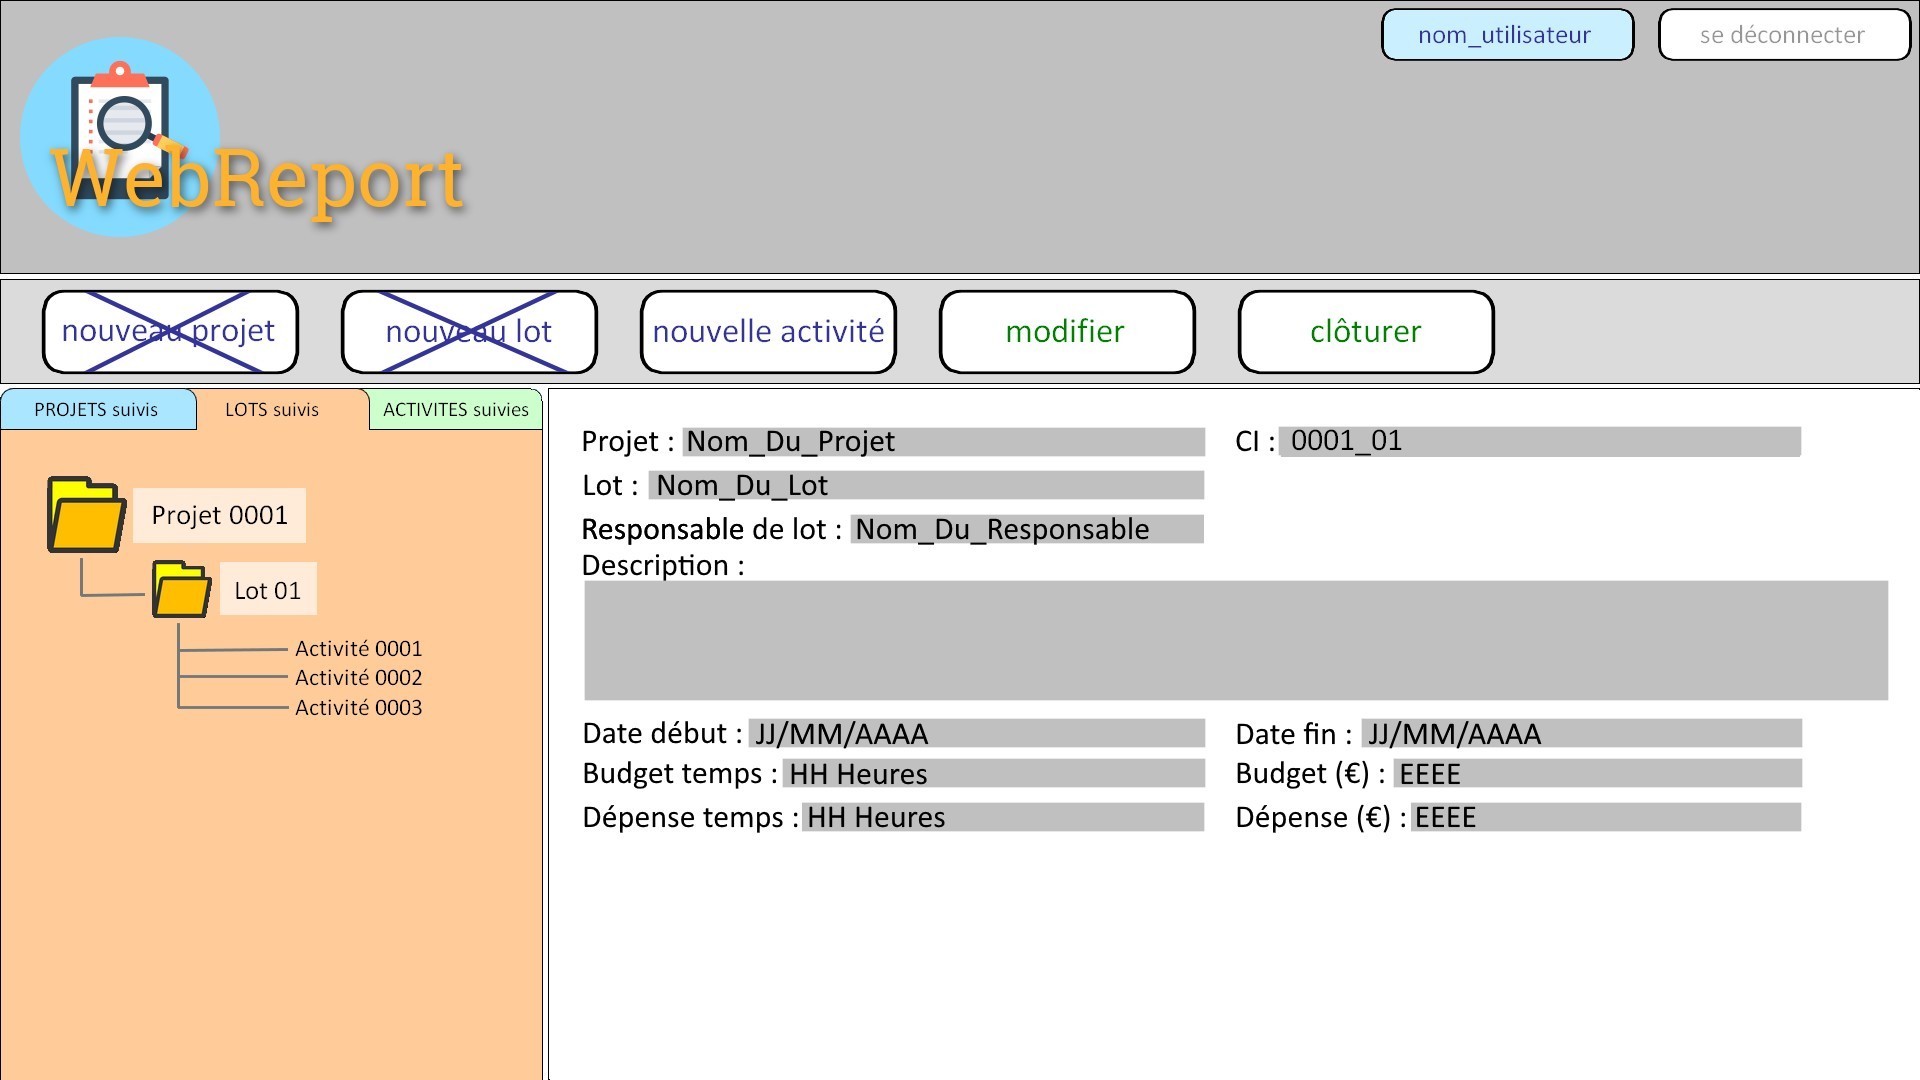 nom_utilisateur
se déconnecter
WebReport
nouveau projet
nouveau lot
nouvelle activité
modifier
clôturer
PROJETS suivis
LOTS suivis
ACTIVITES suivies
Projet 0001
Lot 01
Activité 0001
Activité 0002
Activité 0003
Projet : Nom_Du_Projet
CI : 0001_01
Lot : Nom_Du_Lot
Responsable de lot : Nom_Du_Responsable
Description :
Date début : JJ/MM/AAAA
Date fin : JJ/MM/AAAA
Budget temps : HH Heures
Budget (€) : EEEE
Dépense temps : HH Heures
Dépense (€) : EEEE